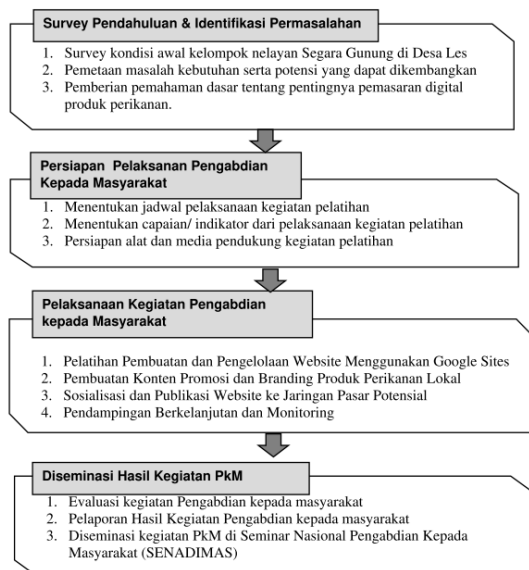 Survey Pendahuluan & Identifikasi Permasalahan
1. Survey kondisi awal kelompok nelayan Segara Gunung di Desa Les
2. Pemetaan masalah kebutuhan serta potensi yang dapat dikembangkan
3. Pemberian pemahaman dasar tentang pentingnya pemasaran digital
produk perikanan.
Persiapan Pelaksanan Pengabdian
Kepada Masyarakat
1. Menentukan jadwal pelaksanaan kegiatan pelatihan
2. Menentukan capaian/ indikator dari pelaksanaan kegiatan pelatihan
3. Persiapan alat dan media pendukung kegiatan pelatihan
Pelaksanaan Kegiatan Pengabdian
kepada Masyarakat
1. Pelatihan Pembuatan dan Pengelolaan Website Menggunakan Google Sites
2. Pembuatan Konten Promosi dan Branding Produk Perikanan Lokal
3. Sosialisasi dan Publikasi Website ke Jaringan Pasar Potensial
4. Pendampingan Berkelanjutan dan Monitoring
Diseminasi Hasil Kegiatan PkM
1. Evaluasi kegiatan Pengabdian kepada masyarakat
2. Pelaporan Hasil Kegiatan Pengabdian kepada masyarakat
3. Diseminasi kegiatan PkM di Seminar Nasional Pengabdian Kepada
Masyarakat (SENADIMAS)